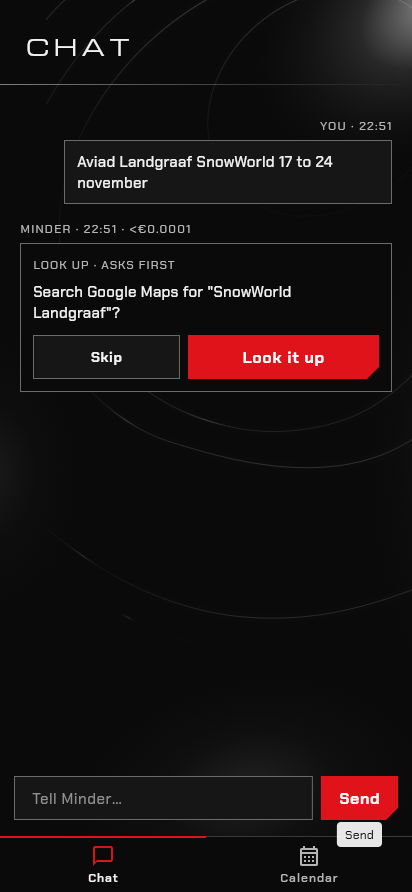 CHAT
YOU · 22:51
Aviad Landgraaf SnowWorld 17 to 24
november
MINDER · 22:51 · <€0.0001
LOOK UP · ASKS FIRST
Search Google Maps for "SnowWorld
Landgraaf"?
Skip
Look it up
Tell Minder…
Send
Send
Chat
Calendar